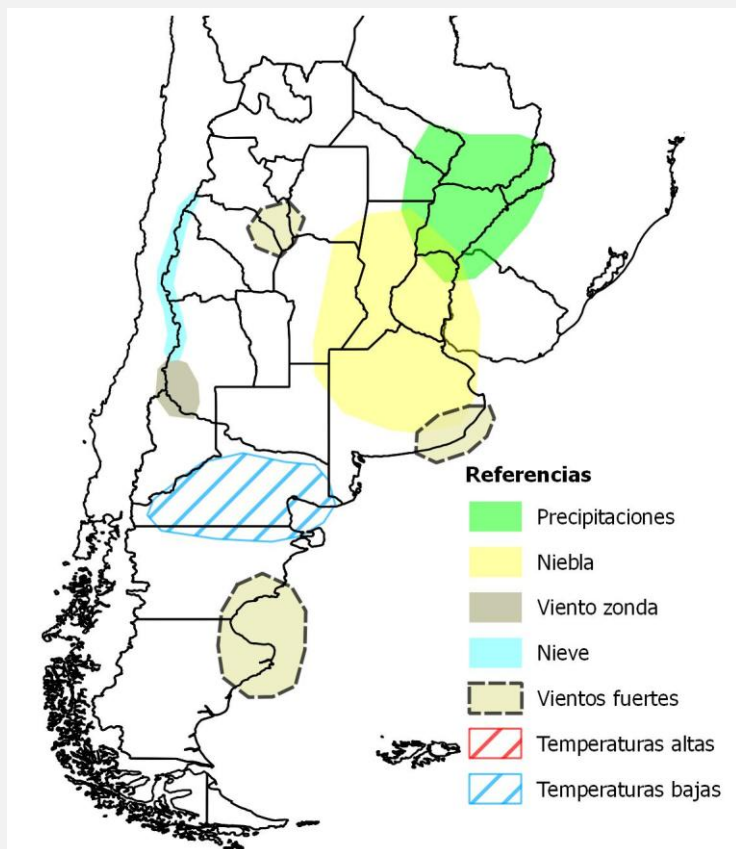 Referencias
Precipitaciones
Niebla
Viento zonda
Nieve
Vientos fuertes
Temperaturas altas
Temperaturas bajas